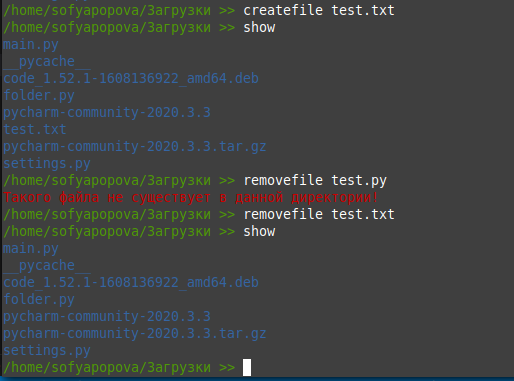 /home/sofyapopova/Загрузки >> createfile test.txt
/home/sofyapopova/Загрузки >> show
main.py
__pycache__
code_1.52.1-1608136922_amd64.deb
folder.py
pycharm-community-2020.3.3
test.txt
pycharm-community-2020.3.3.tar.gz
settings.py
/home/sofyapopova/Загрузки >> removefile test.py
Такого файла не существует в данной директории!
/home/sofyapopova/Загрузки >> removefile test.txt
/home/sofyapopova/Загрузки >> show
main.py
__pycache__
code_1.52.1-1608136922_amd64.deb
folder.py
pycharm-community-2020.3.3
pycharm-community-2020.3.3.tar.gz
settings.py
/home/sofyapopova/Загрузки >>